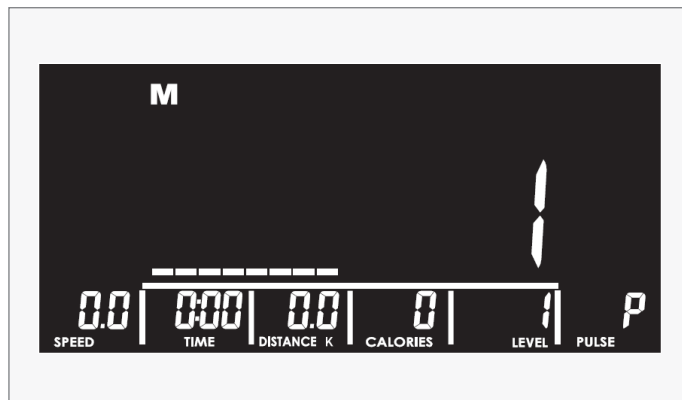 M
1
0.0 0:00 0.0 0 1 P
SPEED TIME DISTANCE K CALORIES LEVEL PULSE